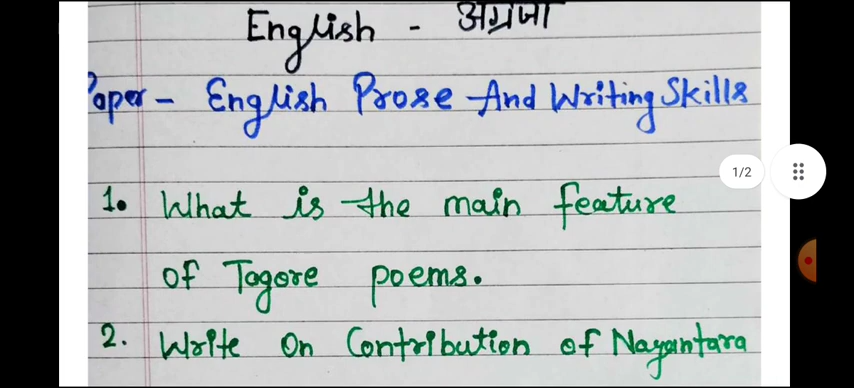 English - अंग्रेजी
Paper - English Prose And Writing Skills
1/2
1. What is the main feature
of Tagore poems.
2. Write On Contribution of Nayantara